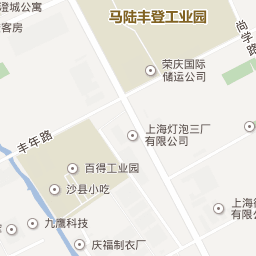 澄城公寓
客房
马陆丰登工业园
尚学路
荣庆国际
储运公司
丰年路
上海灯泡三厂
有限公司
百得工业园
沙县小吃
九鹰科技
庆福制衣厂
上海
有限